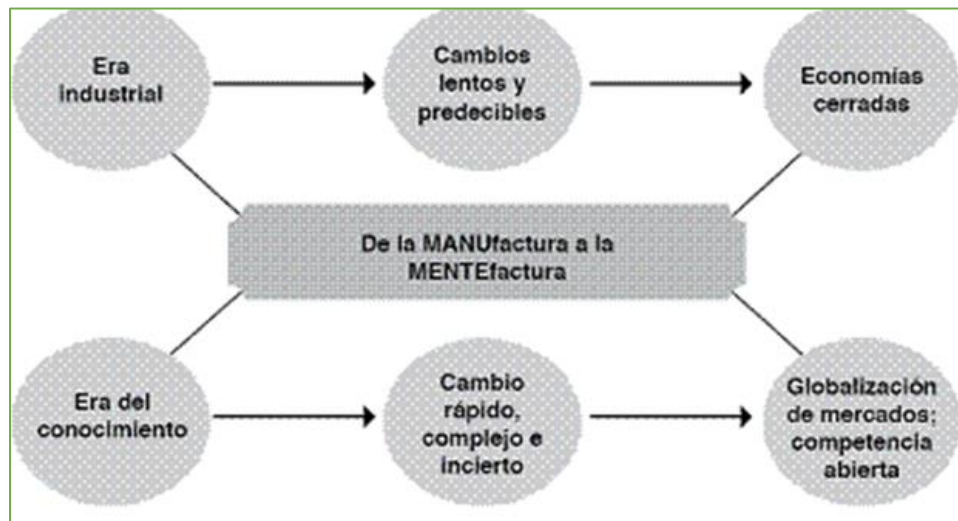 Era
industrial
Cambios
lentos y
predecibles
Economías
cerradas
De la MANUfactura a la
MENTEfactura
Era del
conocimiento
Cambio
rápido,
complejo e
incierto
Globalización
de mercados;
competencia
abierta